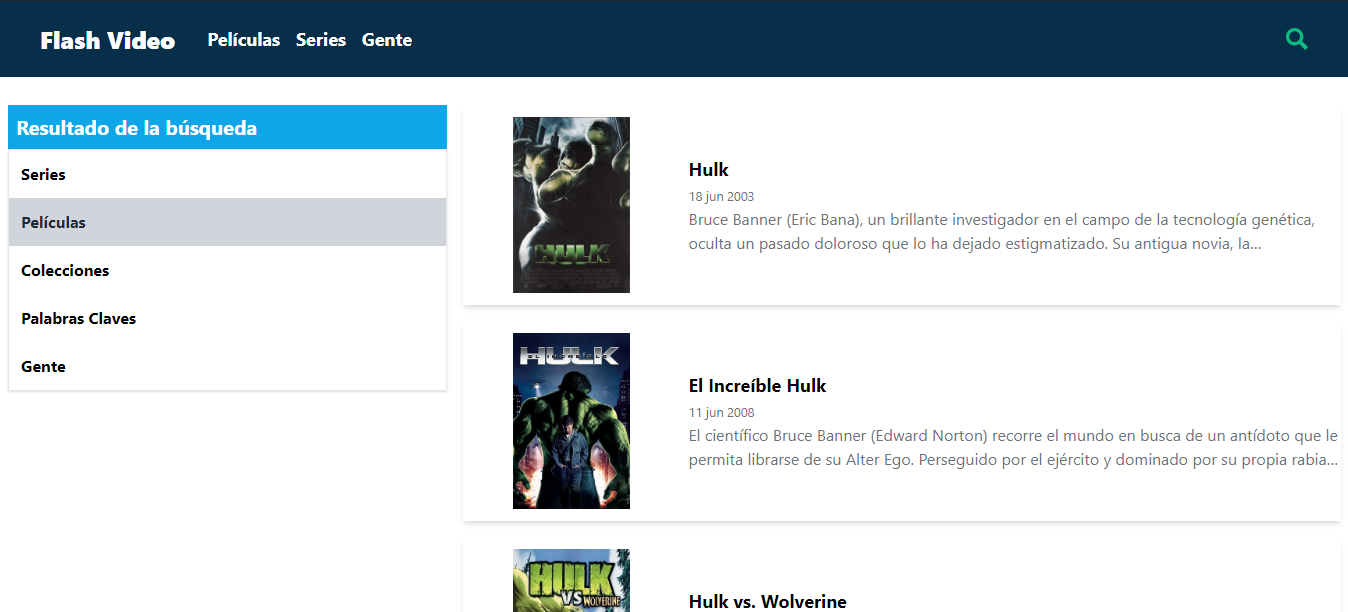 Flash Video Películas Series Gente
Resultado de la búsqueda
Series
Películas
Colecciones
Palabras Claves
Gente
HULK
Hulk
18 jun 2003
Bruce Banner (Eric Bana), un brillante investigador en el campo de la tecnología genética,
oculta un pasado doloroso que lo ha dejado estigmatizado. Su antigua novia, la...
HULK
El Increíble Hulk
11 jun 2008
El científico Bruce Banner (Edward Norton) recorre el mundo en busca de un antídoto que le
permita librarse de su Alter Ego. Perseguido por el ejército y dominado por su propia rabia...
HULK
VS WOLVERINE
Hulk vs. Wolverine